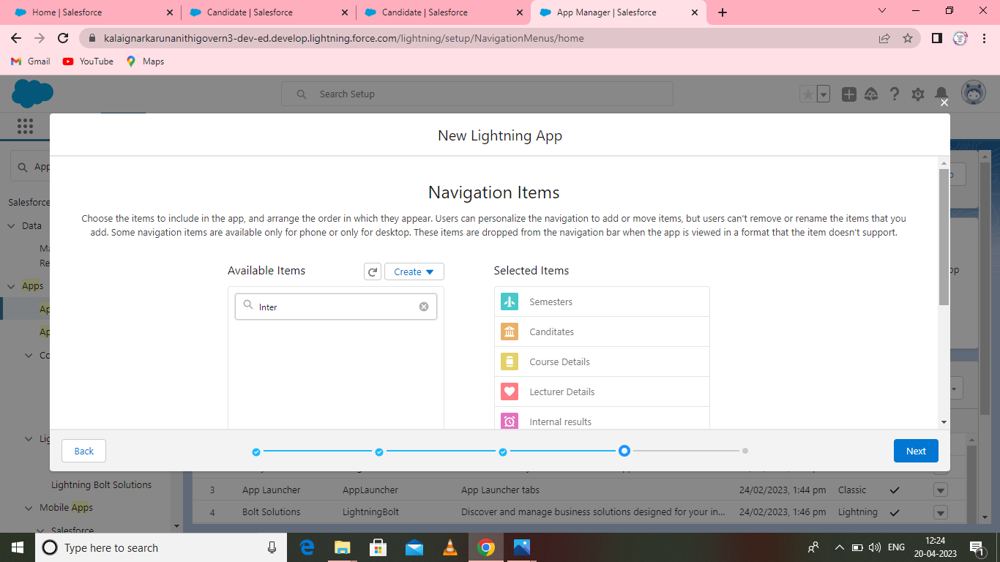 Home | Salesforce
Candidate | Salesforce
Candidate | Salesforce
App Manager | Salesforce
kalaignarkarunanithigovern3-dev-ed.develop.lightning.force.com/lightning/setup/NavigationMenus/home
Gmail
YouTube
Maps
Search Setup
New Lightning App
App
Salesforce
Data
Apps
Lightning Bolt Solutions
Mobile Apps
Salesforce
Navigation Items
Choose the items to include in the app, and arrange the order in which they appear. Users can personalize the navigation to add or move items, but users can't remove or rename the items that you
add. Some navigation items are available only for phone or only for desktop. These items are dropped from the navigation bar when the app is viewed in a format that the item doesn't support.
Available Items
Create
Inter
Selected Items
Semesters
Canditates
Course Details
Lecturer Details
Internal results
Back
Next
3 App Launcher AppLauncher App Launcher tabs 24/02/2023, 1:44 pm Classic
4 Bolt Solutions LightningBolt Discover and manage business solutions designed for your in... 24/02/2023, 1:46 pm Lightning
Type here to search
ENG
12:24
20-04-2023
1